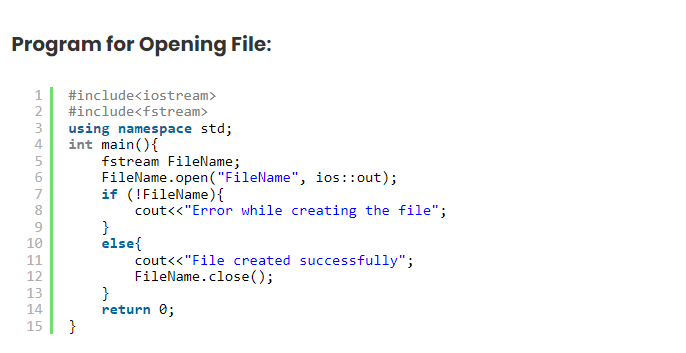 Program for Opening File:
1 #include<iostream>
2 #include<fstream>
3 using namespace std;
4 int main(){
5     fstream FileName;
6     FileName.open("FileName", ios::out);
7     if (!FileName){
8         cout<<"Error while creating the file";
9     }
10     else{
11         cout<<"File created successfully";
12         FileName.close();
13     }
14     return 0;
15 }